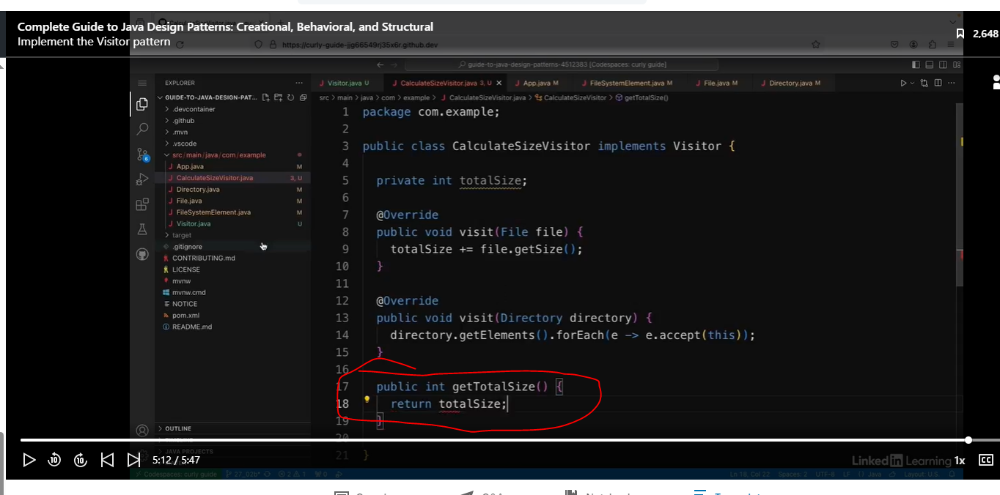 Complete Guide to Java Design Patterns: Creational, Behavioral, and Structural
Implement the Visitor pattern
2,648
https://curly-guide-jjg66549rj35x6r.github.dev
guide-to-java-design-patterns-4512383 [Codespaces: curly guide]
EXPLORER
Visitor.java U
CalculateSizeVisitor.java 3, U
App.java M
FileSystemElement.java M
File.java M
Directory.java M
GUIDE-TO-JAVA-DESIGN-PAT...
src > main > java > com > example > CalculateSizeVisitor.java > CalculateSizeVisitor > getTotalSize()
.devcontainer
.github
.mvn
.vscode
src/main/java/com/example
App.java M
CalculateSizeVisitor.java 3, U
Directory.java M
File.java M
FileSystemElement.java M
Visitor.java U
target
.gitignore
CONTRIBUTING.md
LICENSE
mvnw
mvnw.cmd
NOTICE
pom.xml
README.md
OUTLINE
TIMELINE
JAVA PROJECTS
1 package com.example;
2
3 public class CalculateSizeVisitor implements Visitor {
4
5 private int totalSize;
6
7 @Override
8 public void visit(File file) {
9 totalSize += file.getSize();
10 }
11
12 @Override
13 public void visit(Directory directory) {
14 directory.getElements().forEach(e -> e.accept(this));
15 }
16
17 public int getTotalSize() {
18 return totalSize;
19 }
20
21 }
5:12 / 5:47
LinkedIn Learning
1x
CC
Codespaces: curly guide
27_02b*
Ln 18, Col 22 Spaces: 2 UTF-8 LF {} Java Layout: U.S.